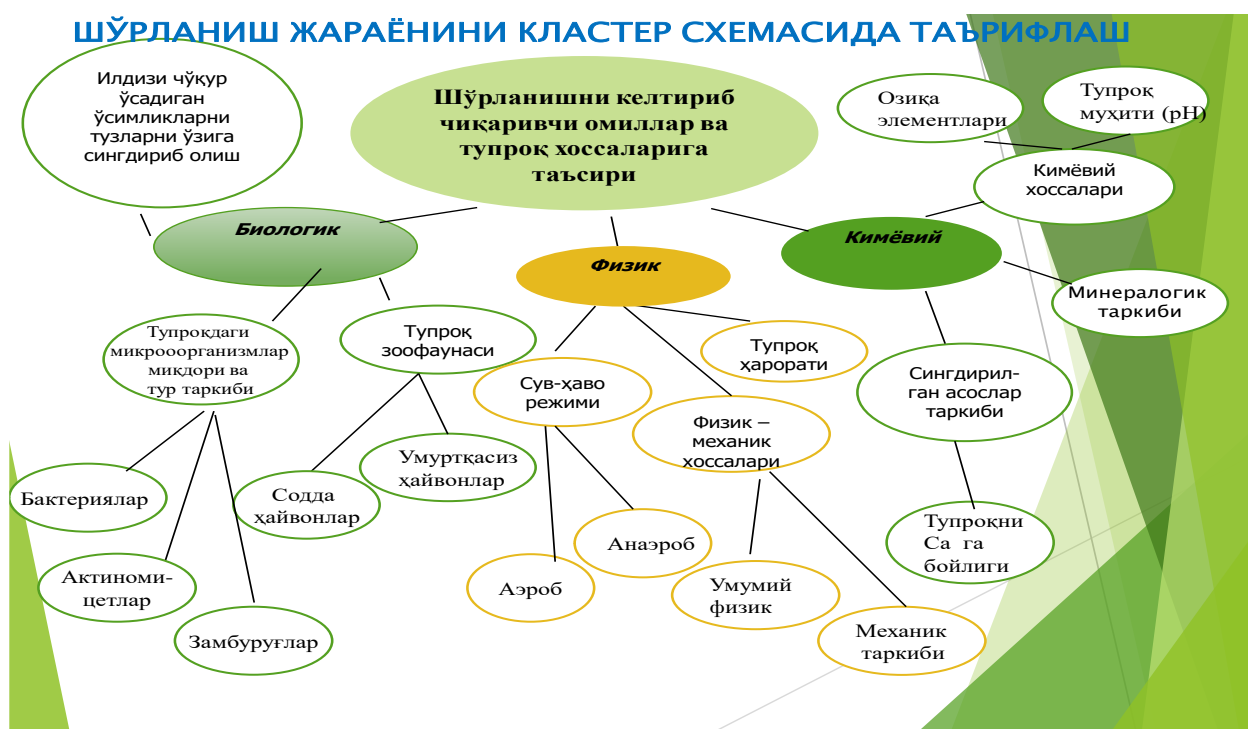 ШЎРЛАНИШ ЖАРАЁНИНИ КЛАСТЕР СХЕМАСИДА ТАЪРИФЛАШ
Илдизи чўқур
ўсадиган
ўсимликларни
тузларни ўзига
сингдириб олиш
Шўрланишни келтириб
чиқаривчи омиллар ва
тупроқ хоссаларига
таъсири
Озиқа
элементлари
Тупроқ
муҳити (рН)
Кимёвий
хоссалари
Биологик
Физик
Кимёвий
Минералогик
таркиби
Тупроқдаги
микрооорганизмлар
миқдори ва
тур таркиби
Тупроқ
зоофаунаси
Сув-ҳаво
режими
Тупроқ
ҳарорати
Физик –
механик
хоссалари
Сингдирил-
ган асослар
таркиби
Бактериялар
Содда
ҳайвонлар
Умуртқасиз
ҳайвонлар
Актиноми-
цетлар
Замбуруғлар
Аэроб
Анаэроб
Умумий
физик
Механик
таркиби
Тупроқни
Са га
бойлиги